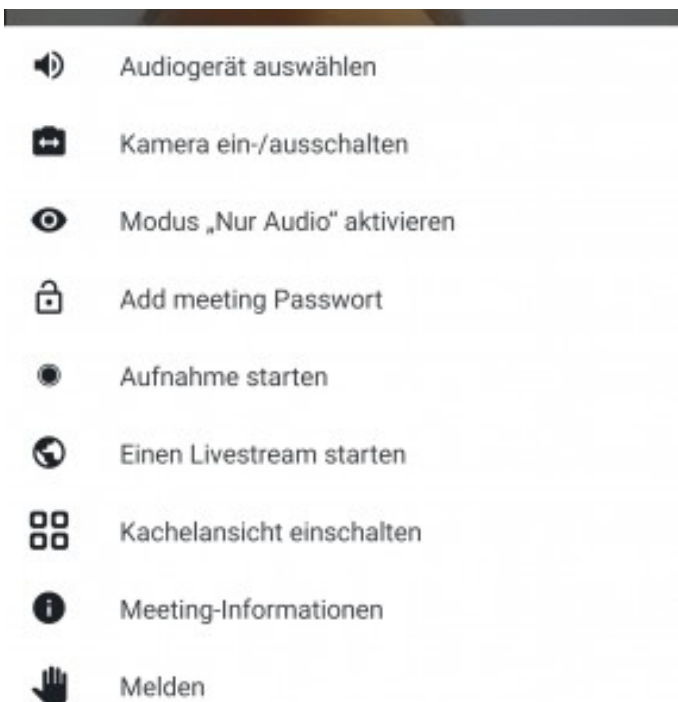 Audiogerät auswählen
Kamera ein-/ausschalten
Modus „Nur Audio“ aktivieren
Add meeting Passwort
Aufnahme starten
Einen Livestream starten
Kachelansicht einschalten
Meeting-Informationen
Melden